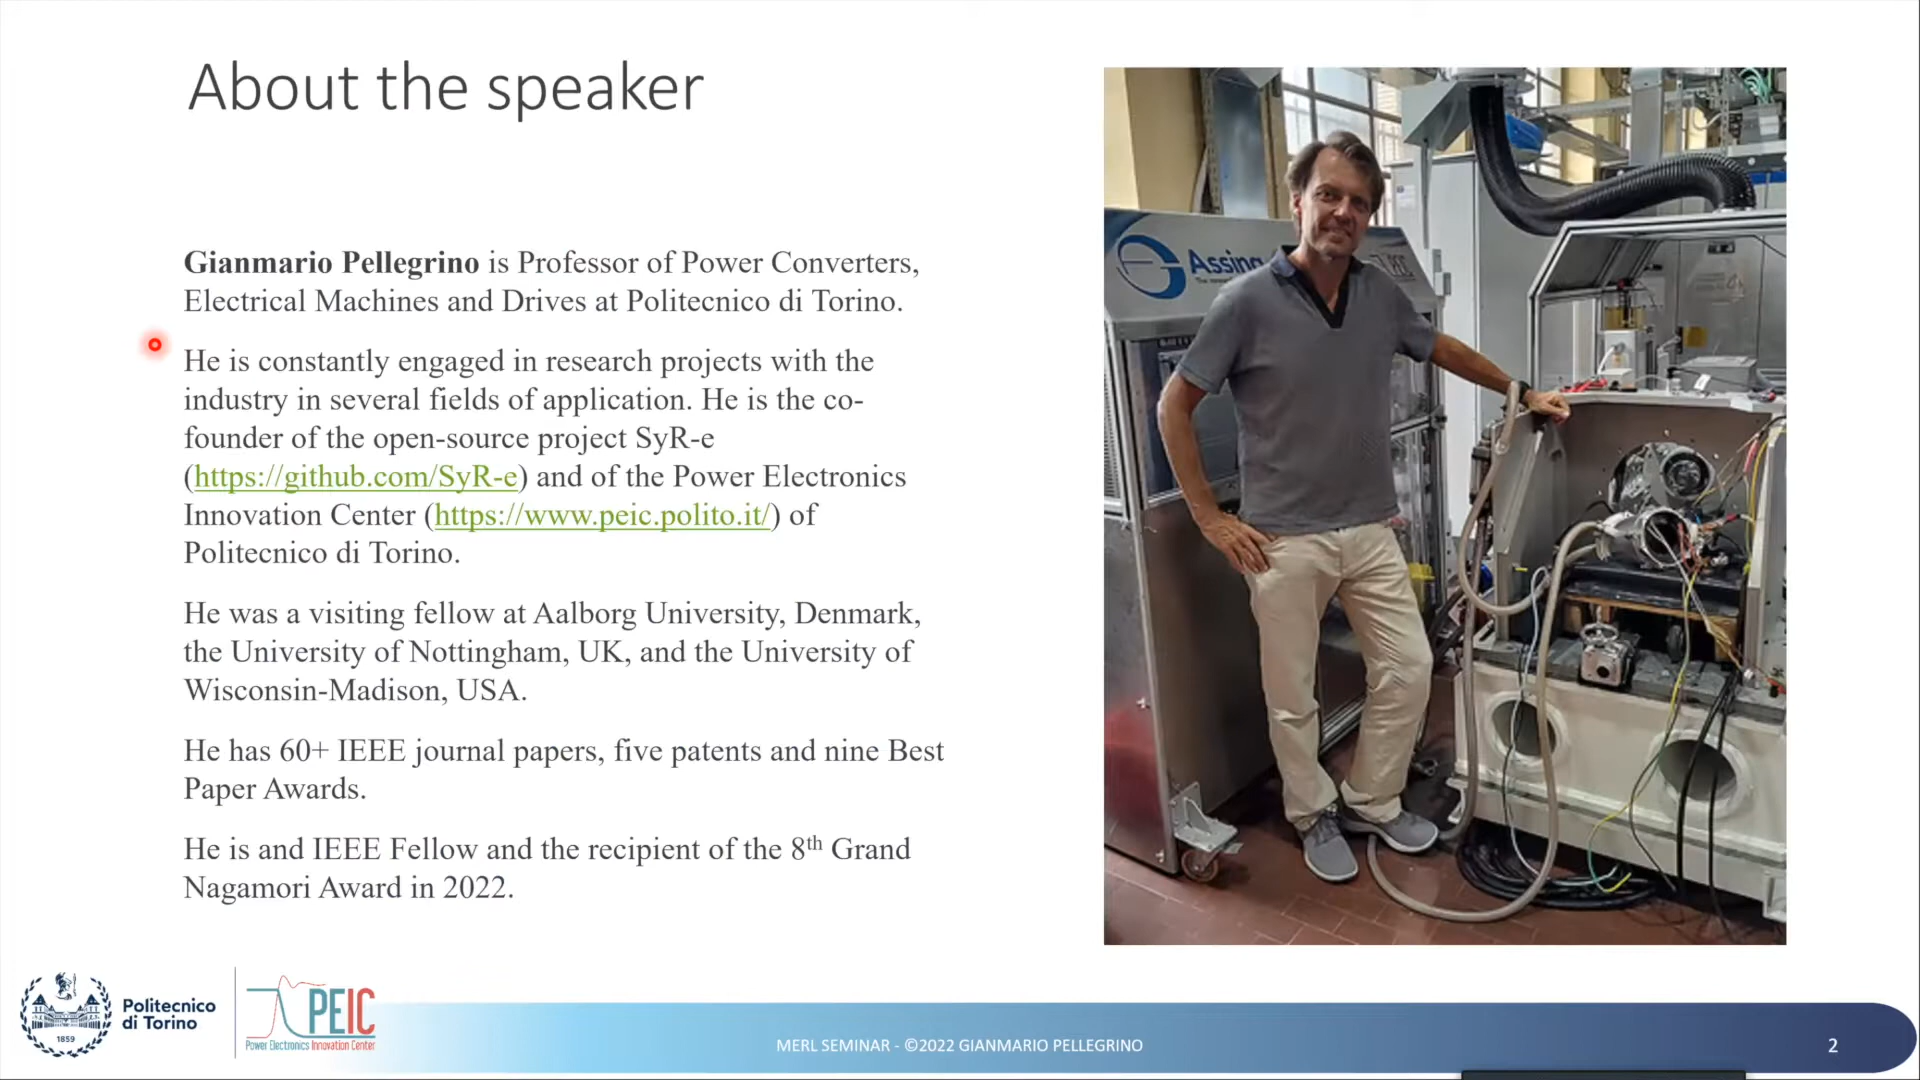 About the speaker
Gianmario Pellegrino is Professor of Power Converters,
Electrical Machines and Drives at Politecnico di Torino.
He is constantly engaged in research projects with the
industry in several fields of application. He is the co-
founder of the open-source project SyR-e
(https://github.com/SyR-e) and of the Power Electronics
Innovation Center (https://www.peic.polito.it/) of
Politecnico di Torino.
He was a visiting fellow at Aalborg University, Denmark,
the University of Nottingham, UK, and the University of
Wisconsin-Madison, USA.
He has 60+ IEEE journal papers, five patents and nine Best
Paper Awards.
He is and IEEE Fellow and the recipient of the 8th Grand
Nagamori Award in 2022.
Assing
PEIC
1859
Politecnico
di Torino
PEIC
Power Electronics Innovation Center
MERL SEMINAR - ©2022 GIANMARIO PELLEGRINO
2